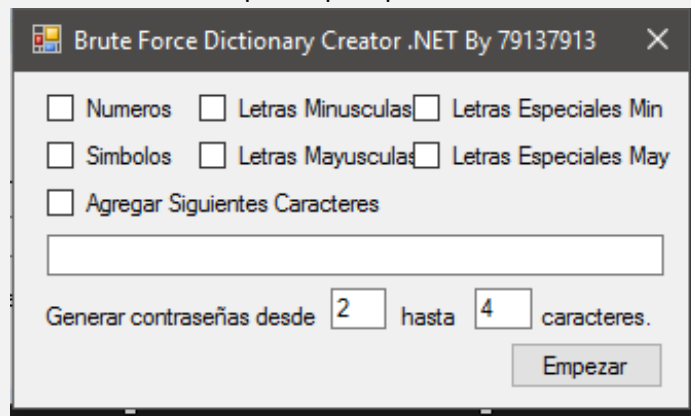 Brute Force Dictionary Creator .NET By 79137913
Numeros Letras Minusculas Letras Especiales Min
Simbolos Letras Mayusculas Letras Especiales May
Agregar Siguientes Caracteres
Generar contraseñas desde 2 hasta 4 caracteres.
Empezar